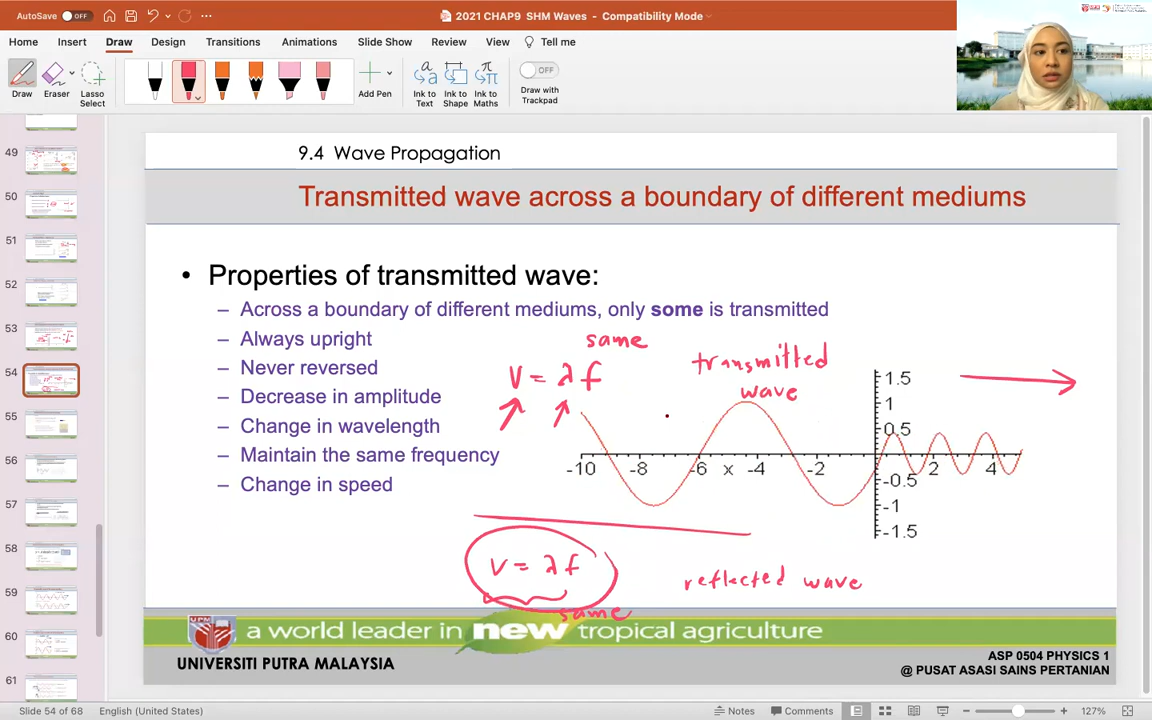 AutoSave OFF
2021 CHAP9 SHM Waves - Compatibility Mode
Home Insert Draw Design Transitions Animations Slide Show Review View Tell me
Draw Eraser Lasso Select Add Pen Ink to Text Ink to Shape Ink to Maths OFF Draw with Trackpad
49
50
51
52
53
54
55
56
57
58
59
60
61
9.4 Wave Propagation
Transmitted wave across a boundary of different mediums
• Properties of transmitted wave:
– Across a boundary of different mediums, only some is transmitted
– Always upright
– Never reversed
– Decrease in amplitude
– Change in wavelength
– Maintain the same frequency
– Change in speed
same
v = λ f
transmitted
wave
1.5
1
0.5
-10 -8 -6 x -4 -2 2 4
-0.5
-1
-1.5
v = λ f
same
reflected wave
UPM
a world leader in new tropical agriculture
UNIVERSITI PUTRA MALAYSIA
ASP 0504 PHYSICS 1
@ PUSAT ASASI SAINS PERTANIAN
Slide 54 of 68 English (United States) Notes Comments 127%